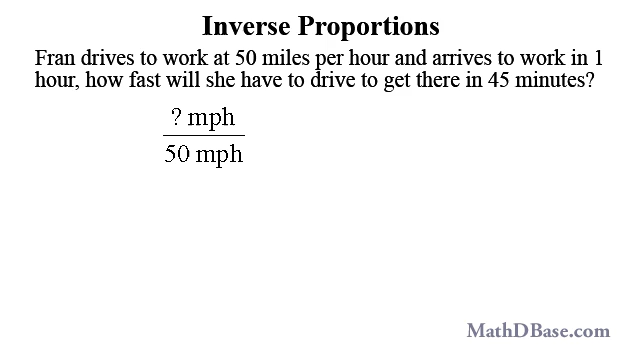 Inverse Proportions
Fran drives to work at 50 miles per hour and arrives to work in 1
hour, how fast will she have to drive to get there in 45 minutes?
? mph
50 mph
MathDBase.com